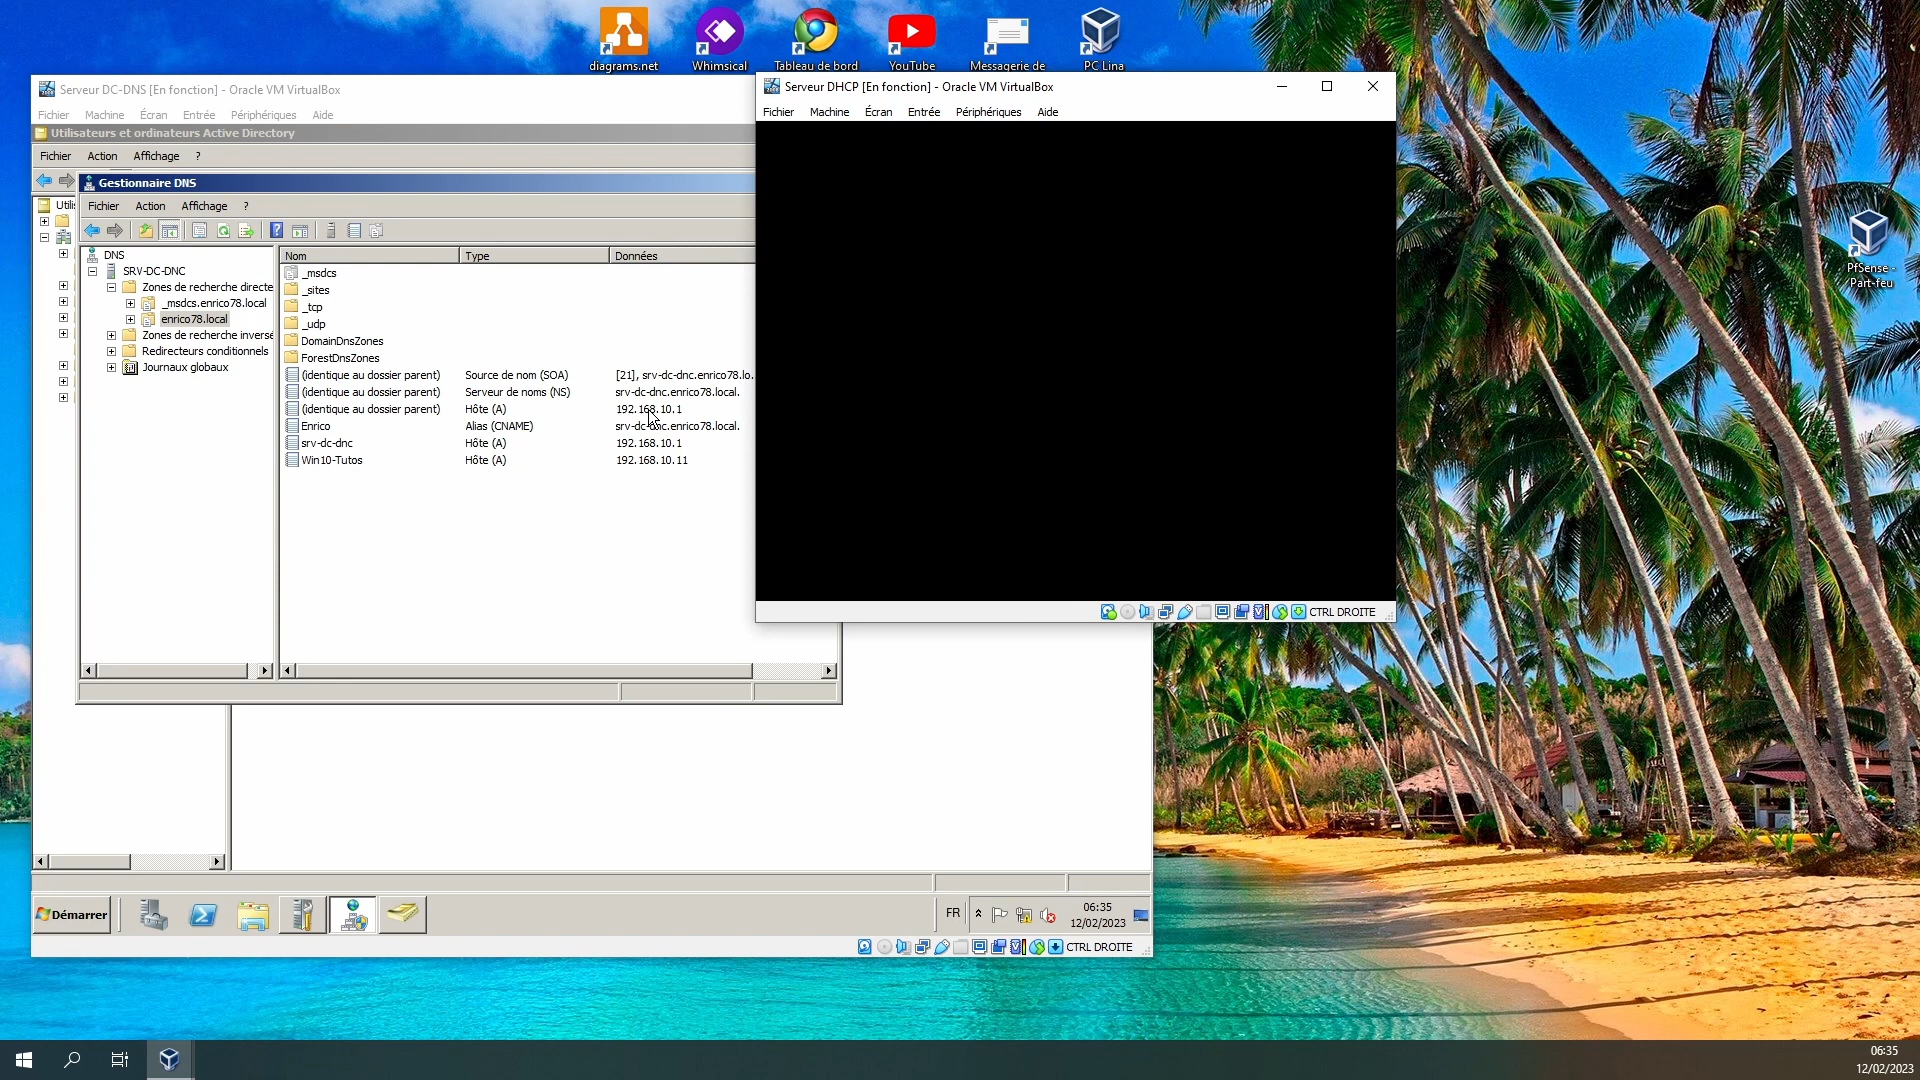 diagrams.net
Whimsical
Tableau de bord
YouTube
Messagerie de
PC Lina
PfSense -
Part-feu
Serveur DC-DNS [En fonction] - Oracle VM VirtualBox
Fichier Machine Écran Entrée Périphériques Aide
Utilisateurs et ordinateurs Active Directory
Fichier Action Affichage ?
Utilis
Gestionnaire DNS
Fichier Action Affichage ?
DNS
SRV-DC-DNC
Zones de recherche directe
_msdcs.enrico78.local
enrico78.local
Zones de recherche inversé
Redirecteurs conditionnels
Journaux globaux
Nom Type Données
_msdcs
_sites
_tcp
_udp
DomainDnsZones
ForestDnsZones
(identique au dossier parent) Source de nom (SOA) [21], srv-dc-dnc.enrico78.lo.
(identique au dossier parent) Serveur de noms (NS) srv-dc-dnc.enrico78.local.
(identique au dossier parent) Hôte (A) 192.168.10.1
Enrico Alias (CNAME) srv-dc-dnc.enrico78.local.
srv-dc-dnc Hôte (A) 192.168.10.1
Win10-Tutos Hôte (A) 192.168.10.11
Serveur DHCP [En fonction] - Oracle VM VirtualBox
Fichier Machine Écran Entrée Périphériques Aide
CTRL DROITE
Démarrer
FR
06:35
12/02/2023
CTRL DROITE
06:35
12/02/2023